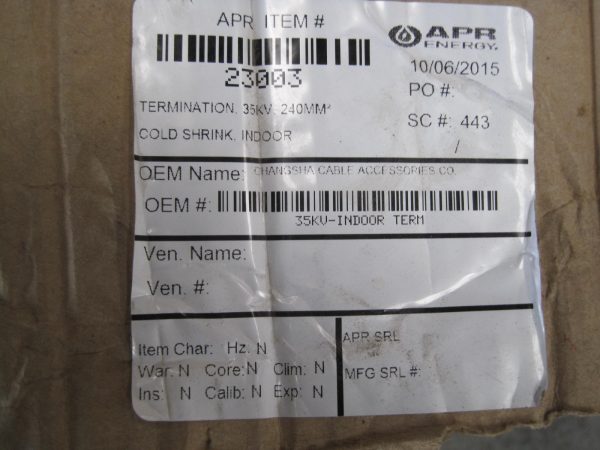 APR ITEM #
23003
APR
ENERGY.
10/06/2015
PO #:
SC #: 443
/
TERMINATION, 35KV, 240MM²
COLD SHRINK, INDOOR
OEM Name: CHANGSHA CABLE ACCESSORIES CO.
OEM #:
35KV-INDOOR TERM
Ven. Name:
Ven. #:
Item Char: Hz. N
War: N Core: N Clim: N
Ins: N Calib: N Exp: N
APR SRL
MFG SRL #: